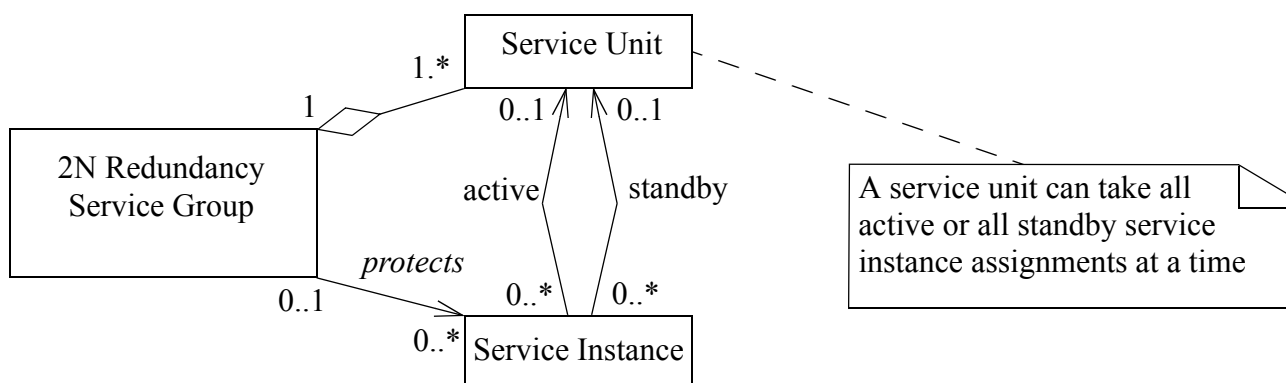 Service Unit
1.*
0..1
0..1
1
2N Redundancy
Service Group
active
standby
A service unit can take all
active or all standby service
instance assignments at a time
protects
0..1
0..*
0..*
0..*
Service Instance